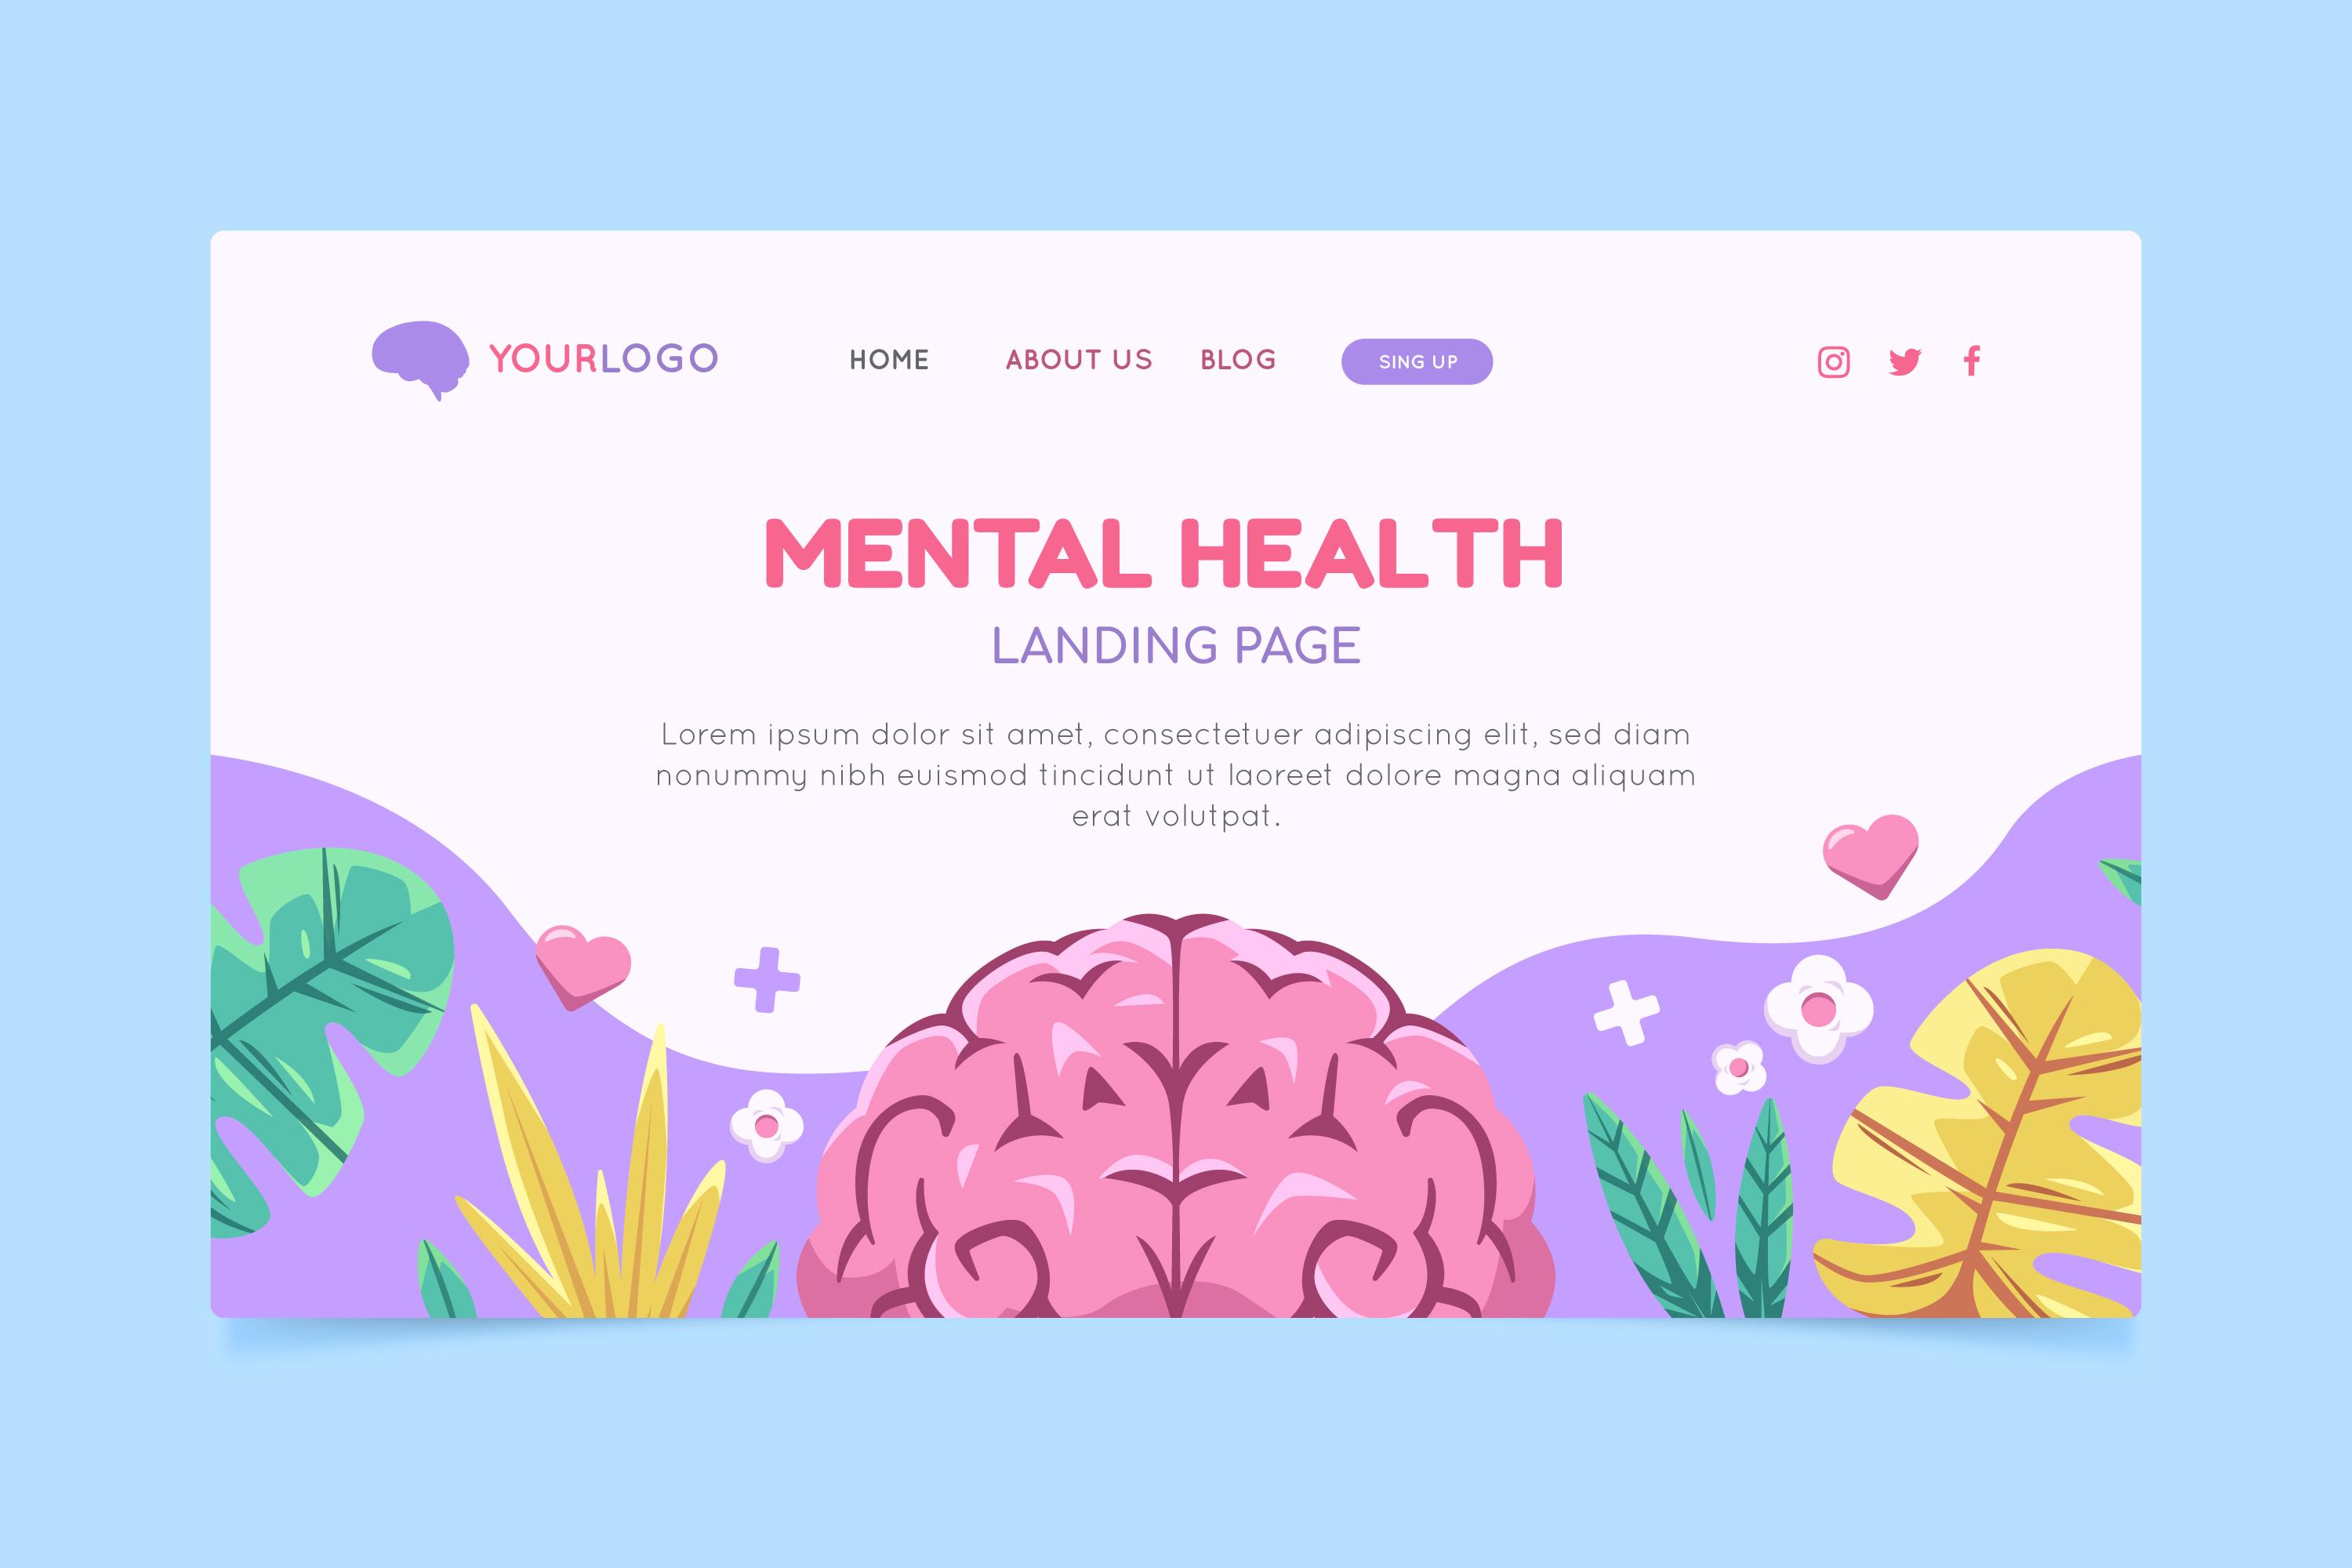 YOURLOGO HOME ABOUT US BLOG SING UP
MENTAL HEALTH
LANDING PAGE
Lorem ipsum dolor sit amet, consectetuer adipiscing elit, sed diam
nonummy nibh euismod tincidunt ut laoreet dolore magna aliquam
erat volutpat.